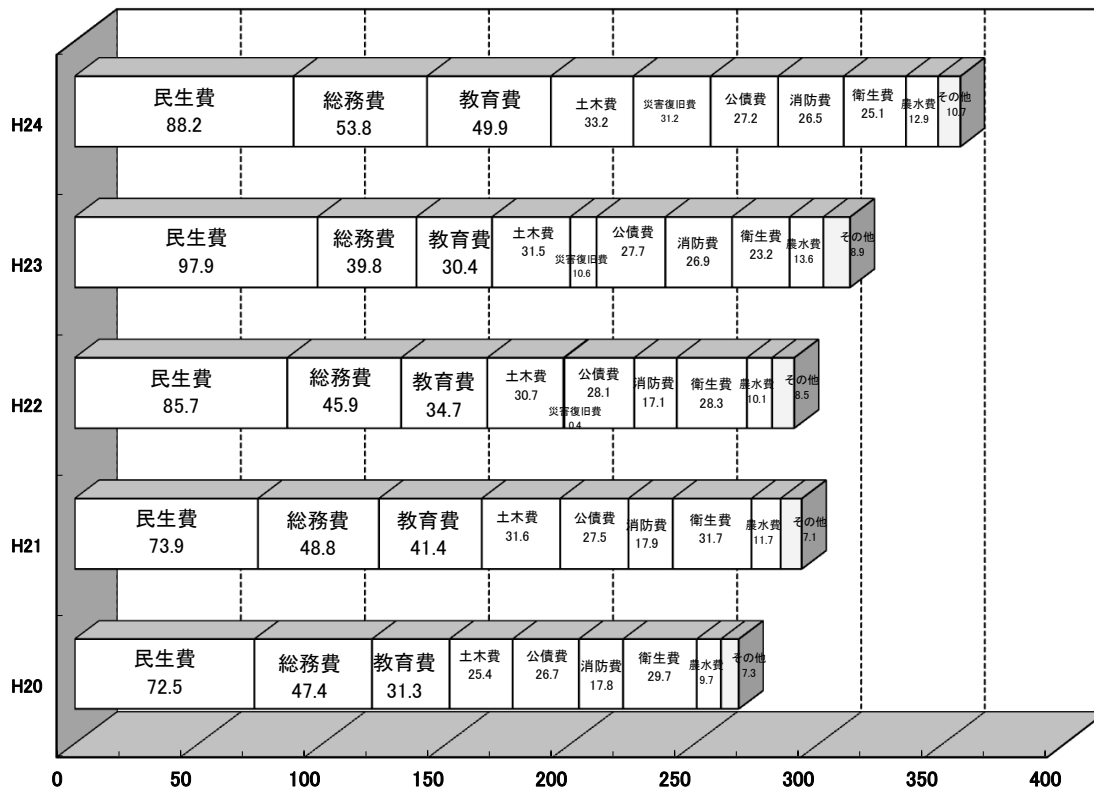 H24
民生費 総務費 教育費 土木費 災害復旧費 公債費 消防費 衛生費 農水費 その他
88.2 53.8 49.9 33.2 31.2 27.2 26.5 25.1 12.9 10.7
H23
民生費 総務費 教育費 土木費 災害復旧費 公債費 消防費 衛生費 農水費 その他
97.9 39.8 30.4 31.5 10.6 27.7 26.9 23.2 13.6 8.9
H22
民生費 総務費 教育費 土木費 災害復旧費 公債費 消防費 衛生費 農水費 その他
85.7 45.9 34.7 30.7 0.4 28.1 17.1 28.3 10.1 8.5
H21
民生費 総務費 教育費 土木費 公債費 消防費 衛生費 農水費 その他
73.9 48.8 41.4 31.6 27.5 17.9 31.7 11.7 7.1
H20
民生費 総務費 教育費 土木費 公債費 消防費 衛生費 農水費 その他
72.5 47.4 31.3 25.4 26.7 17.8 29.7 9.7 7.3
0 50 100 150 200 250 300 350 400